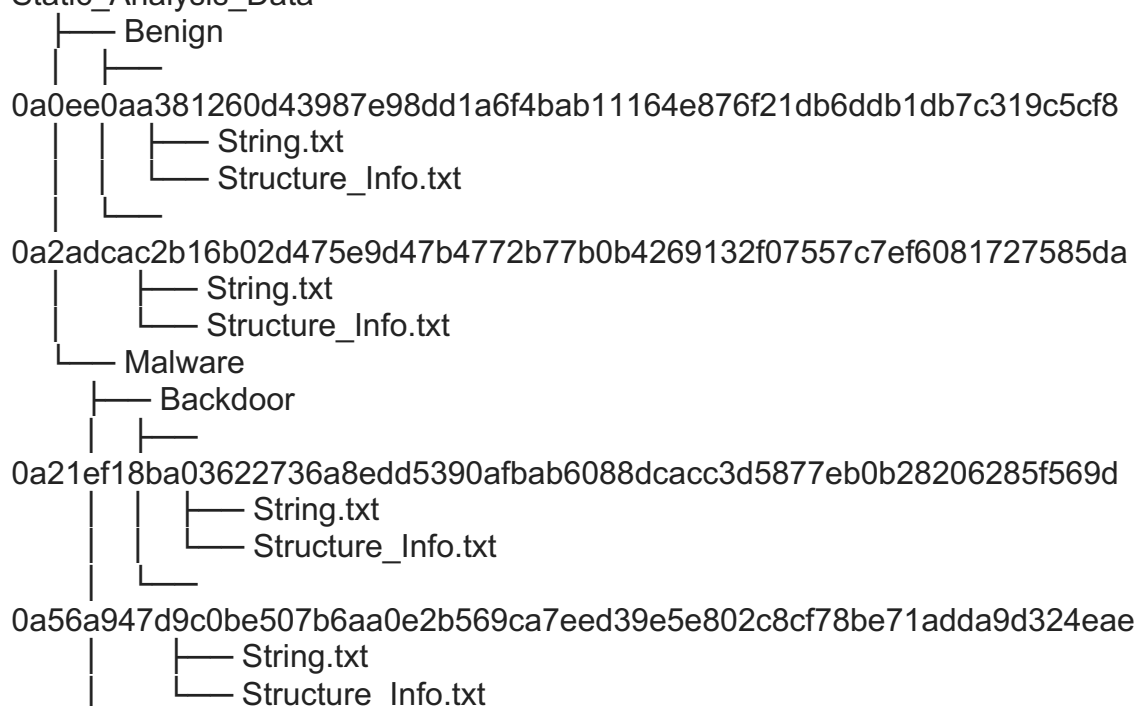 Static_Analysis_Data
├── Benign
│ ├──
0a0ee0aa381260d43987e98dd1a6f4bab11164e876f21db6ddb1db7c319c5cf8
│ │ ├── String.txt
│ │ └── Structure_Info.txt
│ └──
0a2adcac2b16b02d475e9d47b4772b77b0b4269132f07557c7ef6081727585da
│ ├── String.txt
│ └── Structure_Info.txt
└── Malware
├── Backdoor
│ ├──
0a21ef18ba03622736a8edd5390afbab6088dcacc3d5877eb0b28206285f569d
│ │ ├── String.txt
│ │ └── Structure_Info.txt
│ └──
0a56a947d9c0be507b6aa0e2b569ca7eed39e5e802c8cf78be71adda9d324eae
│ ├── String.txt
│ └── Structure_Info.txt